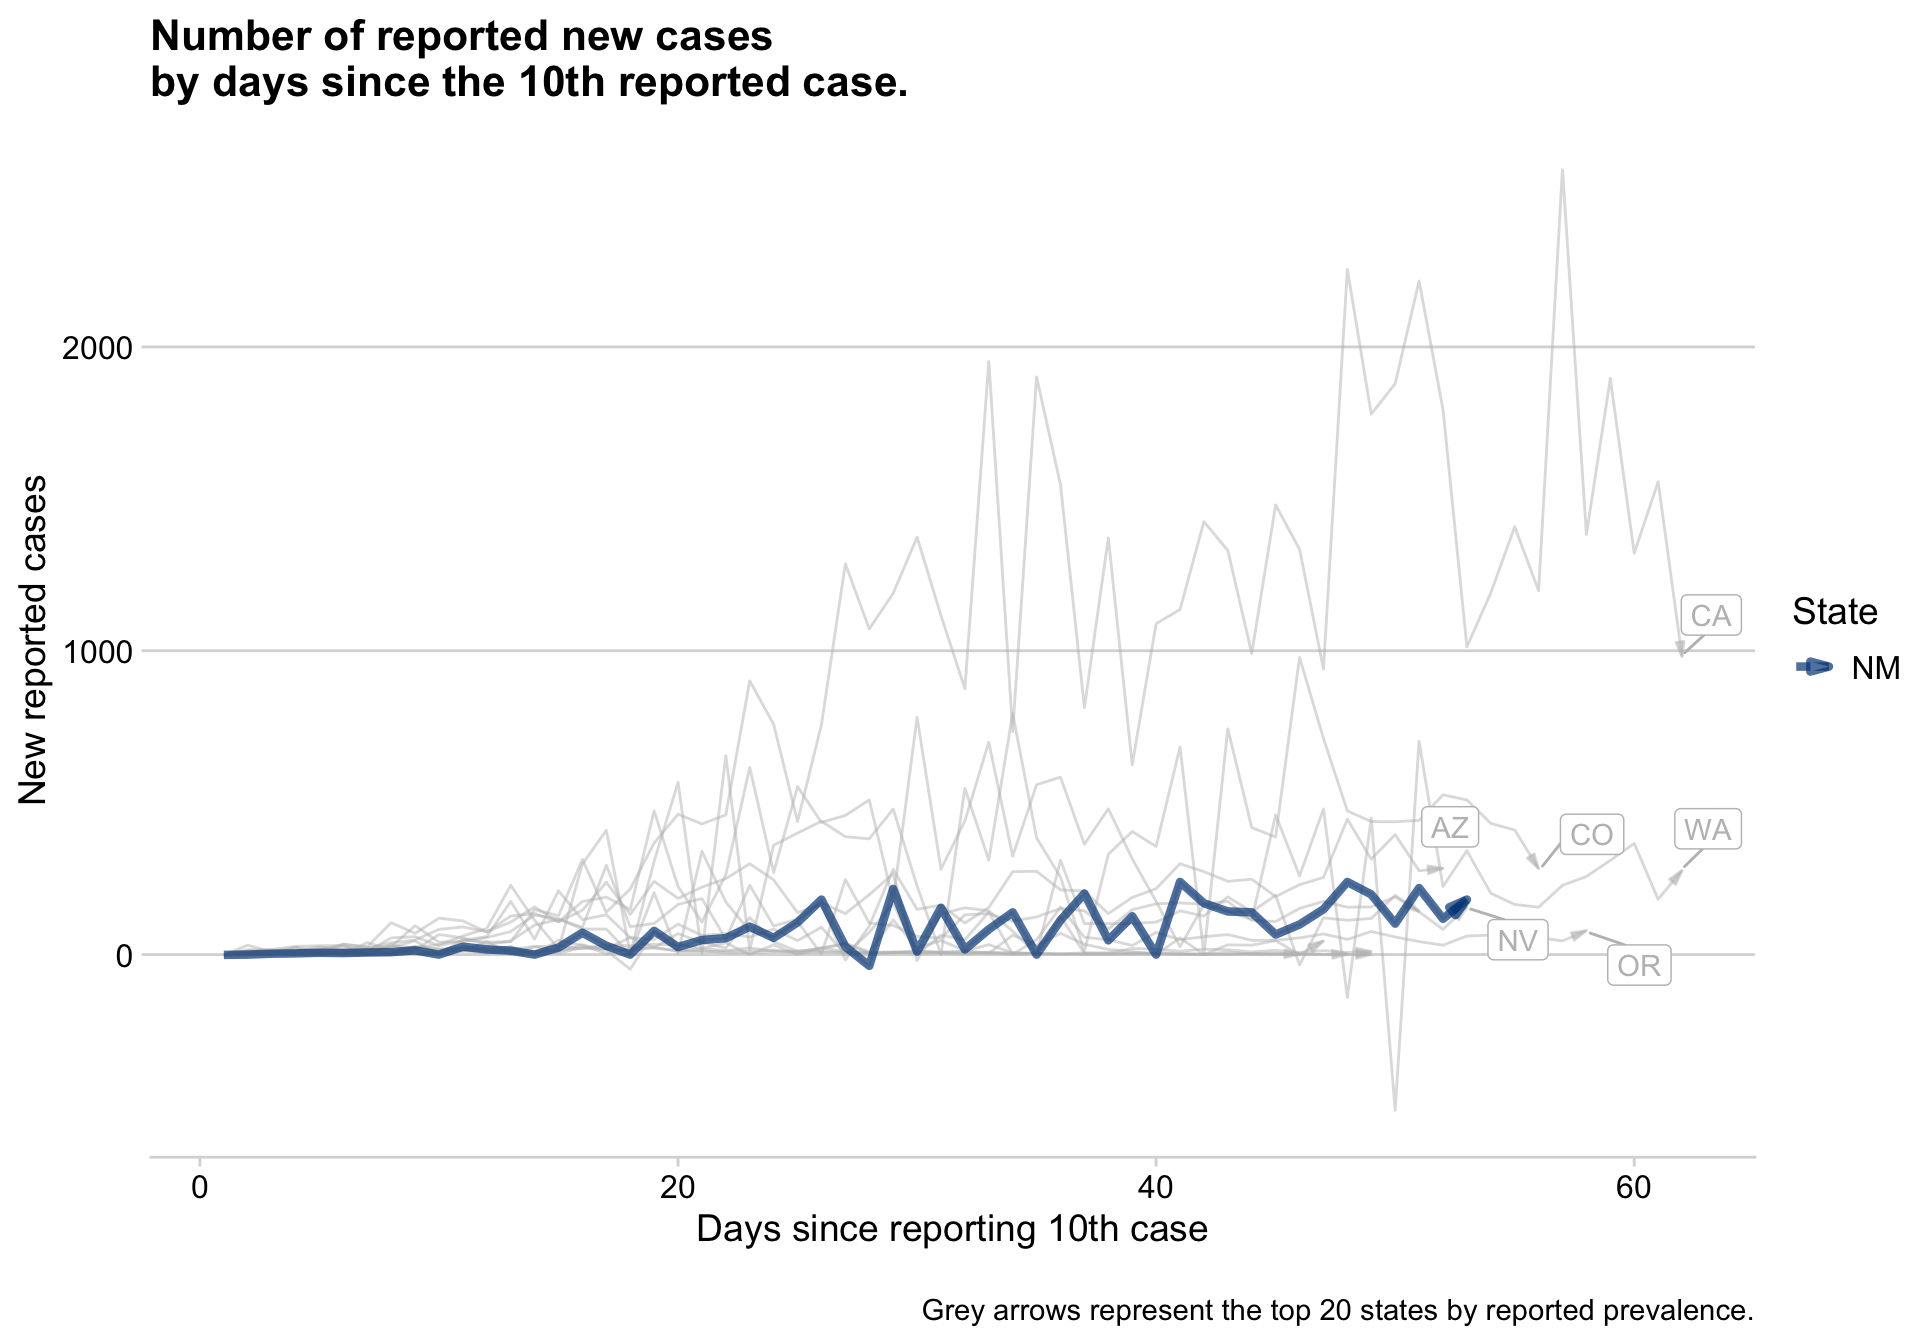 Number of reported new cases
by days since the 10th reported case.
New reported cases
2000
1000
0
CA
AZ
CO
WA
NV
OR
State
NM
0
20
40
60
Days since reporting 10th case
Grey arrows represent the top 20 states by reported prevalence.